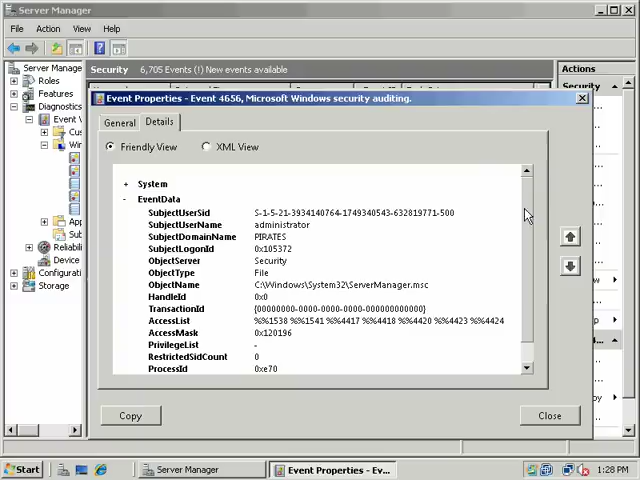 Server Manager
File Action View Help
Server Manage
Roles
Features
Diagnostics
Event V
Cus
Win
App
Sub
Reliabili
Device
Configurati
Storage
Security 6,705 Events (!) New events available
Actions
Security
Event Properties - Event 4656, Microsoft Windows security auditing.
General Details
Friendly View XML View
+ System
- EventData
SubjectUserSid S-1-5-21-3934140764-1749340543-632819771-500
SubjectUserName administrator
SubjectDomainName PIRATES
SubjectLogonId 0x105372
ObjectServer Security
ObjectType File
ObjectName C:\Windows\System32\ServerManager.msc
HandleId 0x0
TransactionId {00000000-0000-0000-0000-000000000000}
AccessList %%1538 %%1541 %%4417 %%4418 %%4420 %%4423 %%4424
AccessMask 0x120196
PrivilegeList -
RestrictedSidCount 0
ProcessId 0xe70
Copy Close
Start Server Manager Event Properties - Ev... 1:28 PM